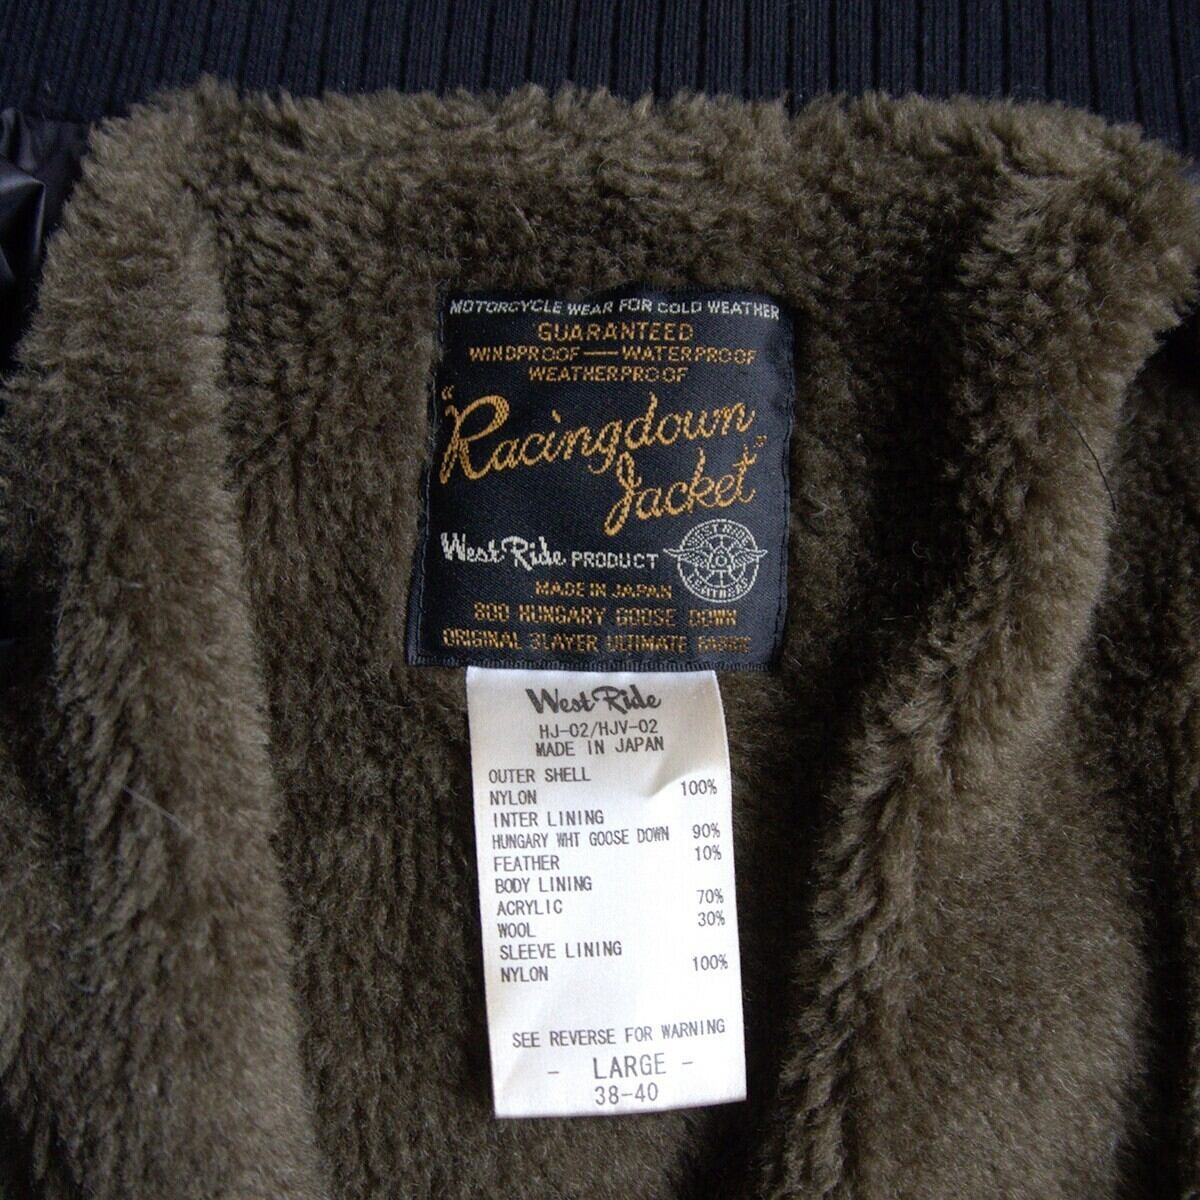 MOTORCYCLE WEAR FOR COLD WEATHER
GUARANTEED
WINDPROOF — WATERPROOF
WEATHERPROOF
"Racingdown
Jacket"
West Ride PRODUCT
WEST RIDE
LEATHERS
MADE IN JAPAN
800 HUNGARY GOOSE DOWN
ORIGINAL 3LAYER ULTIMATE FABRIC
West Ride
HJ-02/HJV-02
MADE IN JAPAN
OUTER SHELL
NYLON 100%
INTER LINING
HUNGARY WHT GOOSE DOWN 90%
FEATHER 10%
BODY LINING
ACRYLIC 70%
WOOL 30%
SLEEVE LINING
NYLON 100%
SEE REVERSE FOR WARNING
- LARGE -
38-40